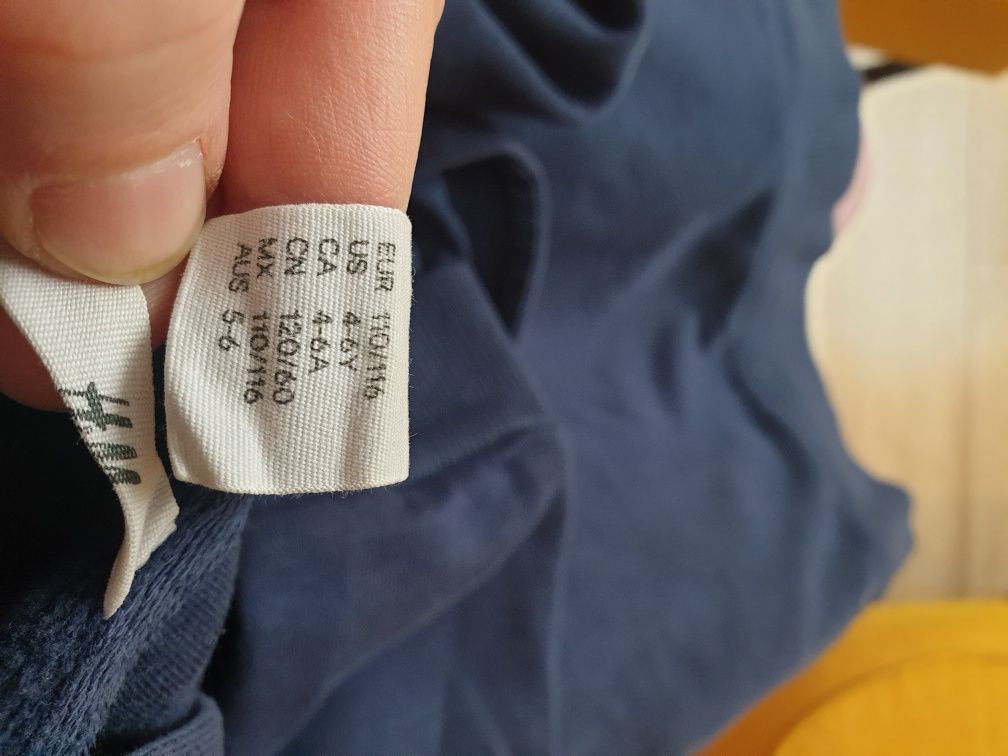 EUR 110/116
US 4-6Y
CA 4-6A
CN 120/60
MX 110/116
AUS 5-6
H&M